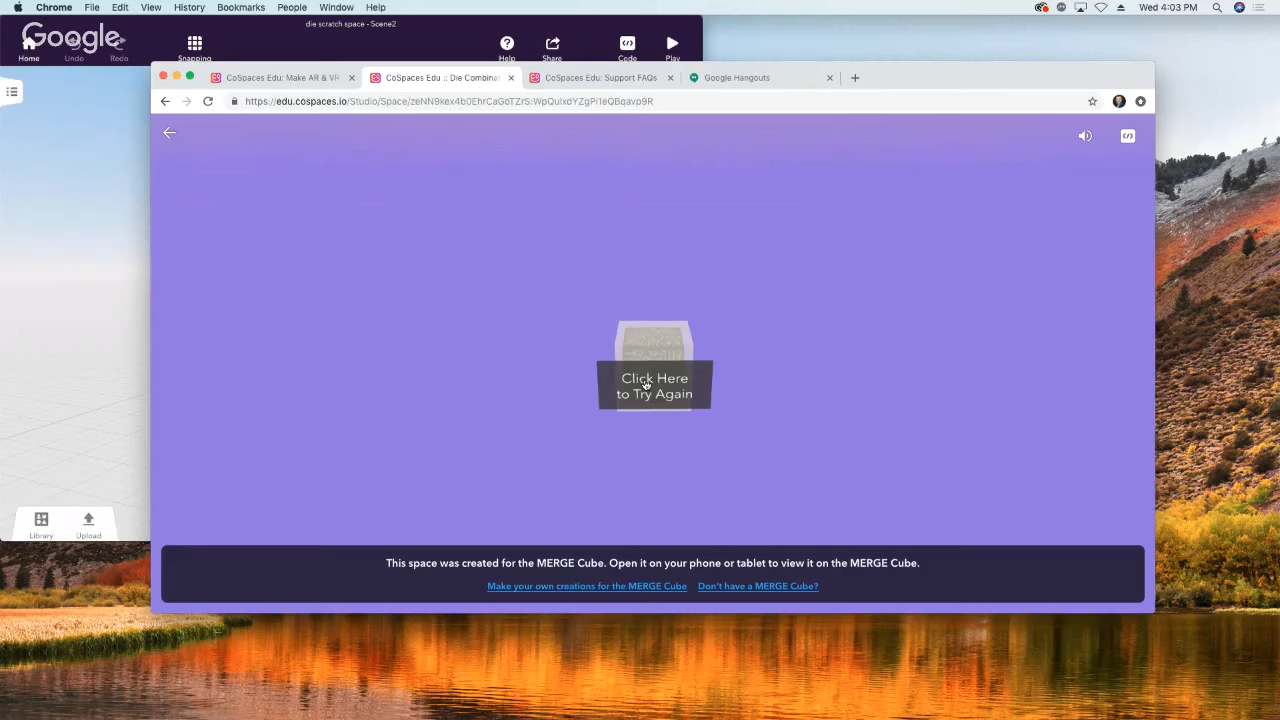 Chrome File Edit View History Bookmarks People Window Help
Wed 4:03 PM
die scratch space - Scene2
Google
Home Undo Redo Snapping Help Share Code Play
CoSpaces Edu: Make AR & VR
CoSpaces Edu :: Die Combina
CoSpaces Edu: Support FAQs
Google Hangouts
Click Here
to Try Again
Library Upload
This space was created for the MERGE Cube. Open it on your phone or tablet to view it on the MERGE Cube.
Make your own creations for the MERGE Cube Don't have a MERGE Cube?